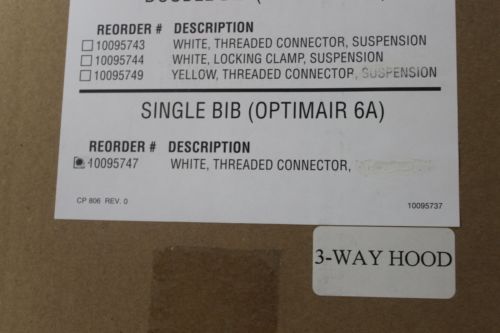 REORDER # DESCRIPTION
10095743 WHITE, THREADED CONNECTOR, SUSPENSION
10095744 WHITE, LOCKING CLAMP, SUSPENSION
10095749 YELLOW, THREADED CONNECTOR, SUSPENSION
SINGLE BIB (OPTIMAIR 6A)
REORDER # DESCRIPTION
10095747 WHITE, THREADED CONNECTOR,
CP 806 REV. 0
10095737
3-WAY HOOD